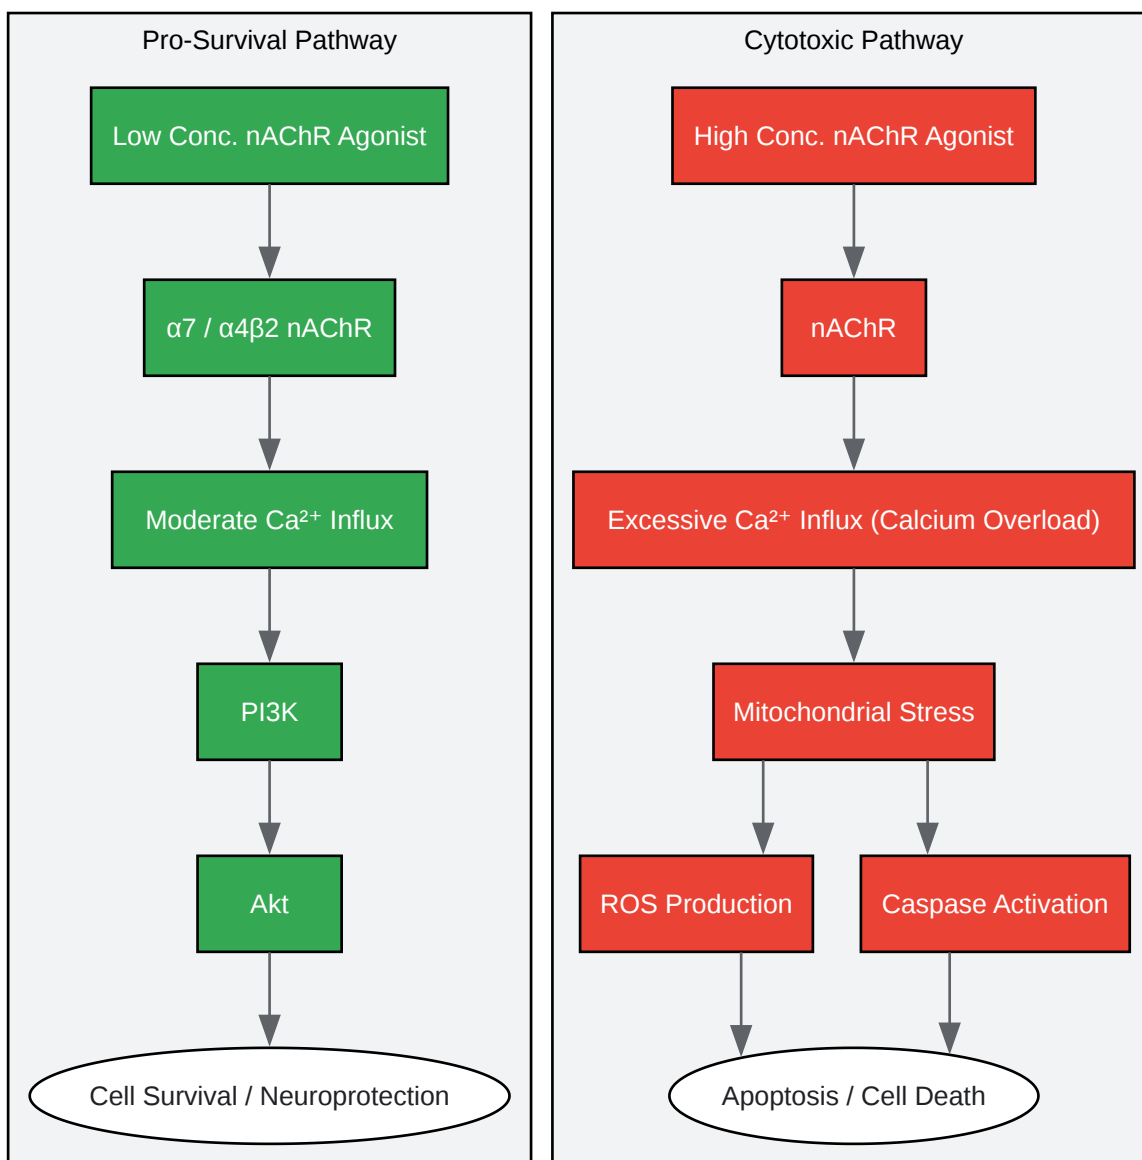 Pro-Survival Pathway
Low Conc. nAChR Agonist
α7 / α4β2 nAChR
Moderate Ca²⁺ Influx
PI3K
Akt
Cell Survival / Neuroprotection
Cytotoxic Pathway
High Conc. nAChR Agonist
nAChR
Excessive Ca²⁺ Influx (Calcium Overload)
Mitochondrial Stress
ROS Production
Caspase Activation
Apoptosis / Cell Death